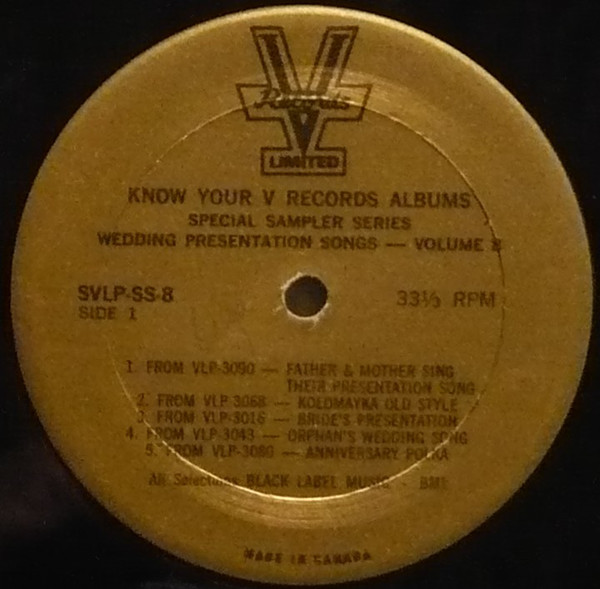 V
Records
LIMITED
KNOW YOUR V RECORDS ALBUMS
SPECIAL SAMPLER SERIES
WEDDING PRESENTATION SONGS — VOLUME 8
SVLP-SS-8 33⅓ RPM
SIDE 1
1. FROM VLP-3090 — FATHER & MOTHER SING
THEIR PRESENTATION SONG
2. FROM VLP 3068 — KOLOMAYKA OLD STYLE
3. FROM VLP-3016 — BRIDE'S PRESENTATION
4. FROM VLP-3043 — ORPHAN'S WEDDING SONG
5. FROM VLP-3080 — ANNIVERSARY POLKA
All Selections BLACK LABEL MUSIC - BMI
MADE IN CANADA